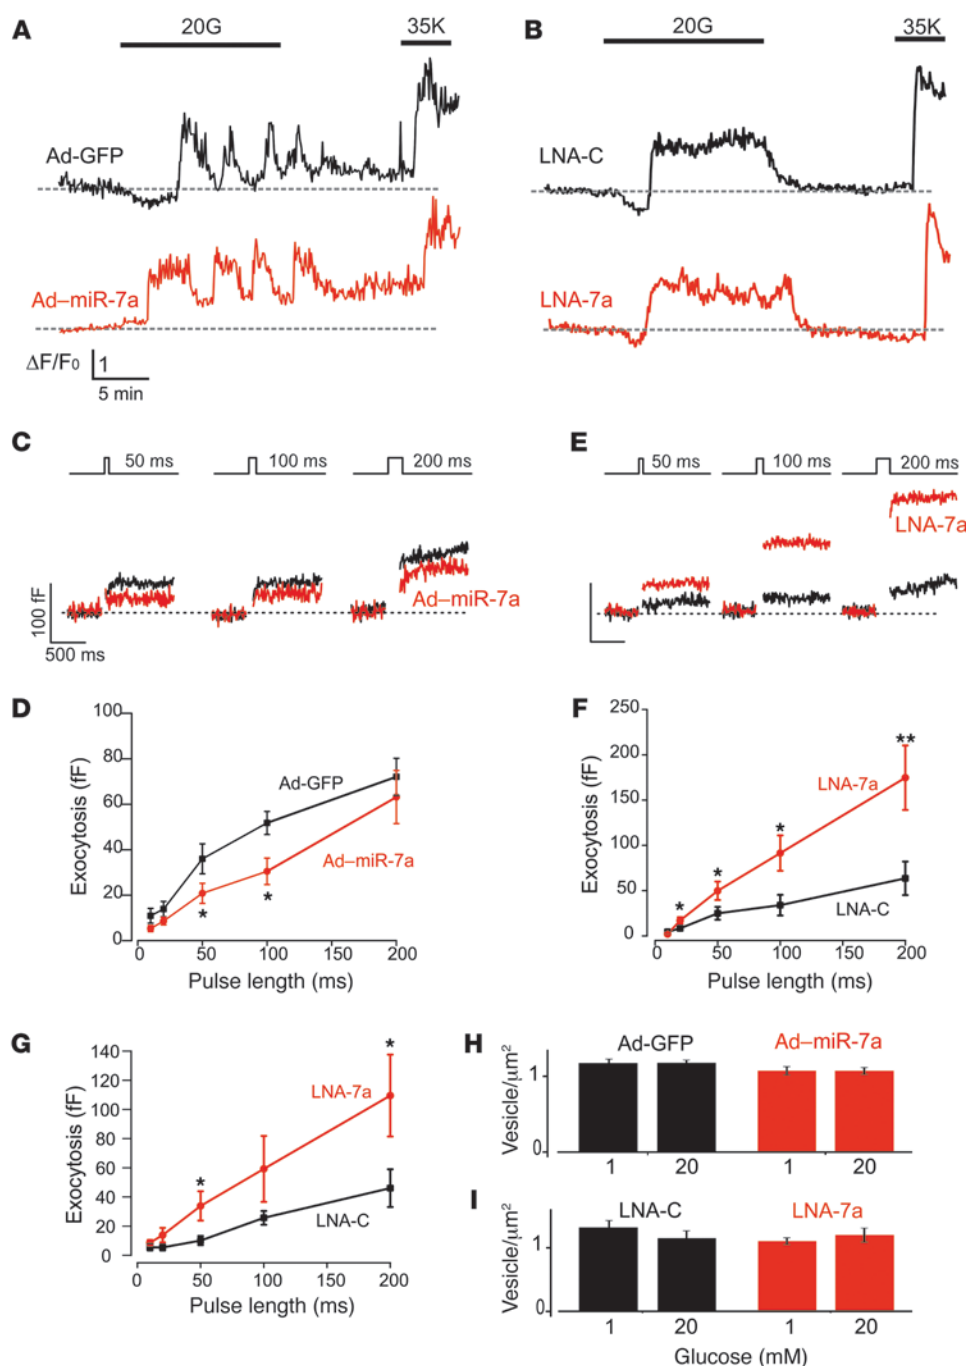 A
20G
35K
Ad-GFP
Ad–miR-7a
ΔF/F0
1
5 min
B
20G
35K
LNA-C
LNA-7a
C
50 ms
100 ms
200 ms
Ad–miR-7a
100 fF
500 ms
E
50 ms
100 ms
200 ms
LNA-7a
D
100
80
60
40
20
0
Exocytosis (fF)
Ad-GFP
Ad–miR-7a
*
*
0 50 100 150 200
Pulse length (ms)
F
250
200
150
100
50
0
Exocytosis (fF)
LNA-7a
LNA-C
*
*
*
**
0 50 100 150 200
Pulse length (ms)
G
140
120
100
80
60
40
20
0
Exocytosis (fF)
LNA-7a
LNA-C
*
*
0 50 100 150 200
Pulse length (ms)
H
Ad-GFP Ad–miR-7a
Vesicle/μm²
1
0
1 20 1 20
I
LNA-C LNA-7a
Vesicle/μm²
1
0
1 20 1 20
Glucose (mM)